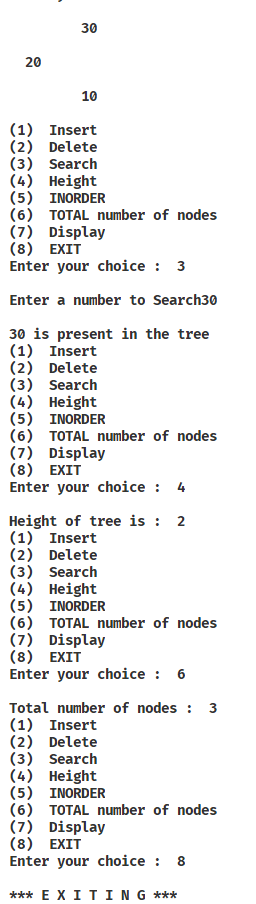 30
20
10
(1) Insert
(2) Delete
(3) Search
(4) Height
(5) INORDER
(6) TOTAL number of nodes
(7) Display
(8) EXIT
Enter your choice : 3
Enter a number to Search30
30 is present in the tree
(1) Insert
(2) Delete
(3) Search
(4) Height
(5) INORDER
(6) TOTAL number of nodes
(7) Display
(8) EXIT
Enter your choice : 4
Height of tree is : 2
(1) Insert
(2) Delete
(3) Search
(4) Height
(5) INORDER
(6) TOTAL number of nodes
(7) Display
(8) EXIT
Enter your choice : 6
Total number of nodes : 3
(1) Insert
(2) Delete
(3) Search
(4) Height
(5) INORDER
(6) TOTAL number of nodes
(7) Display
(8) EXIT
Enter your choice : 8
*** E X I T I N G ***